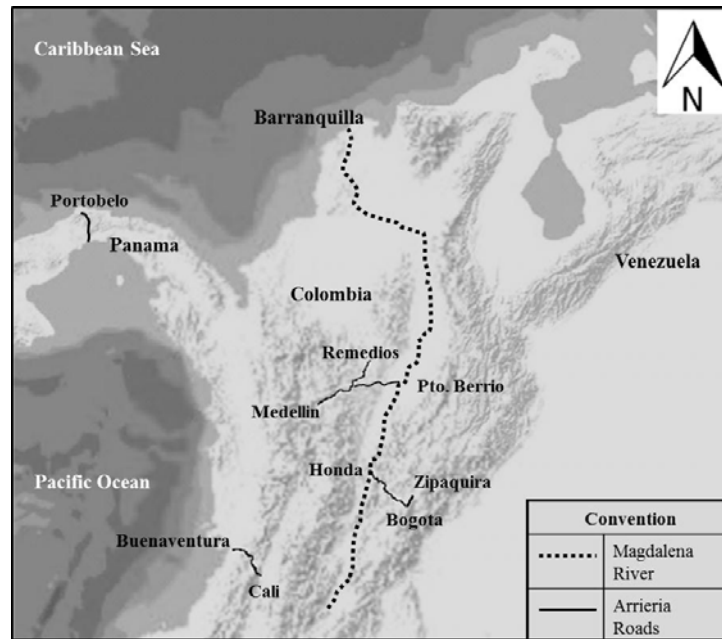 Caribbean Sea
N
Barranquilla
Portobelo
Panama
Venezuela
Colombia
Remedios
Pto. Berrio
Medellin
Honda
Zipaquira
Pacific Ocean
Bogota
Buenaventura
Cali
Convention
Magdalena
River
Arrieria
Roads